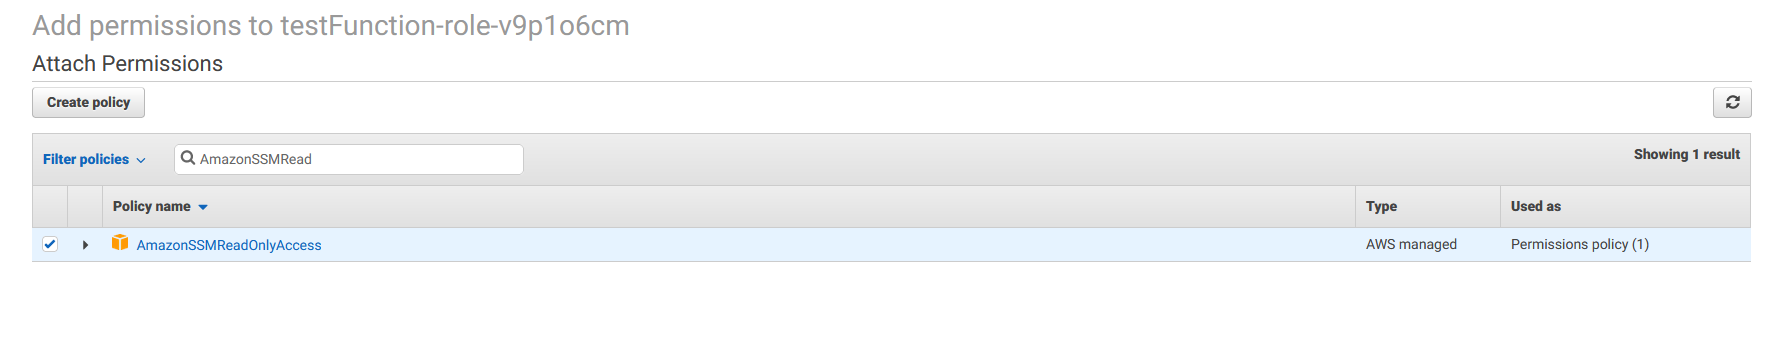 Add permissions to testFunction-role-v9p1o6cm
Attach Permissions
Create policy
Filter policies AmazonSSMRead Showing 1 result
Policy name Type Used as
AmazonSSMReadOnlyAccess AWS managed Permissions policy (1)